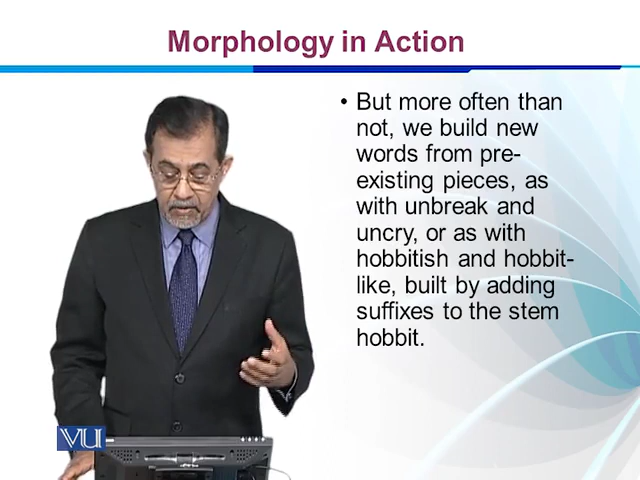 Morphology in Action
• But more often than
not, we build new
words from pre-
existing pieces, as
with unbreak and
uncry, or as with
hobbitish and hobbit-
like, built by adding
suffixes to the stem
hobbit.
VU